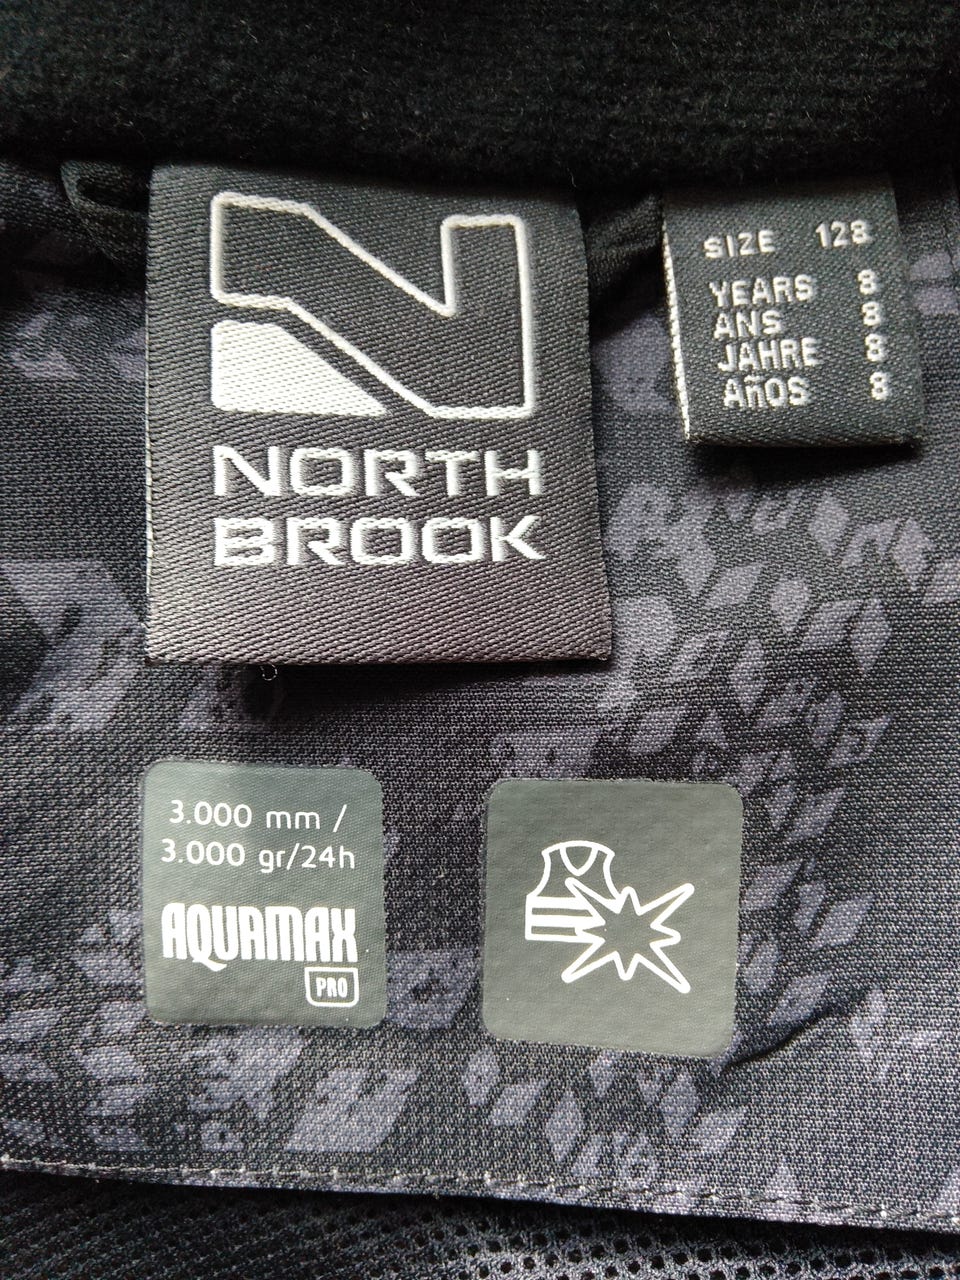 NORTH
BROOK
SIZE 128
YEARS 8
ANS 8
JAHRE 8
AñOS 8
3.000 mm /
3.000 gr/24h
AQUAMAX
PRO